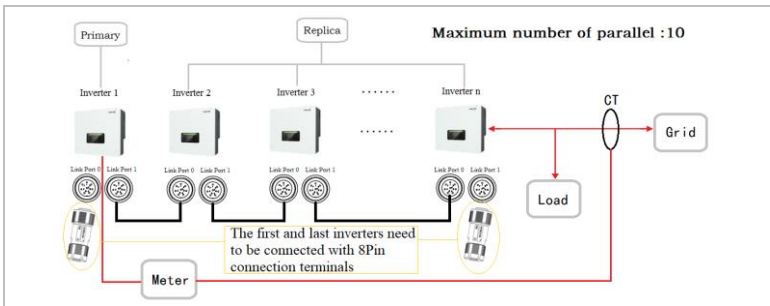 Primary
Replica
Maximum number of parallel :10
Inverter 1
Inverter 2
Inverter 3
......
Inverter n
CT
......
Grid
Link Port 0
Link Port 1
Link Port 0
Link Port 1
Link Port 0
Link Port 1
Link Port 0
Link Port 1
Load
The first and last inverters need
to be connected with 8Pin
connection terminals
Meter